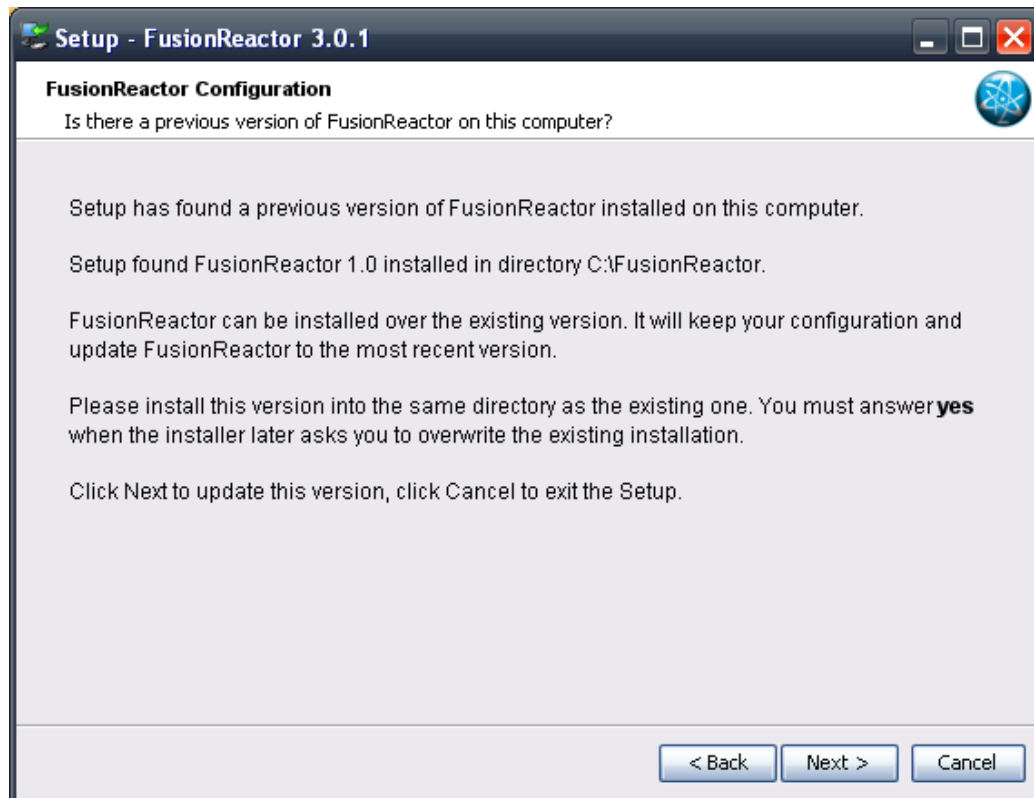 Setup - FusionReactor 3.0.1
FusionReactor Configuration
Is there a previous version of FusionReactor on this computer?
Setup has found a previous version of FusionReactor installed on this computer.
Setup found FusionReactor 1.0 installed in directory C:\FusionReactor.
FusionReactor can be installed over the existing version. It will keep your configuration and
update FusionReactor to the most recent version.
Please install this version into the same directory as the existing one. You must answer yes
when the installer later asks you to overwrite the existing installation.
Click Next to update this version, click Cancel to exit the Setup.
< Back Next > Cancel